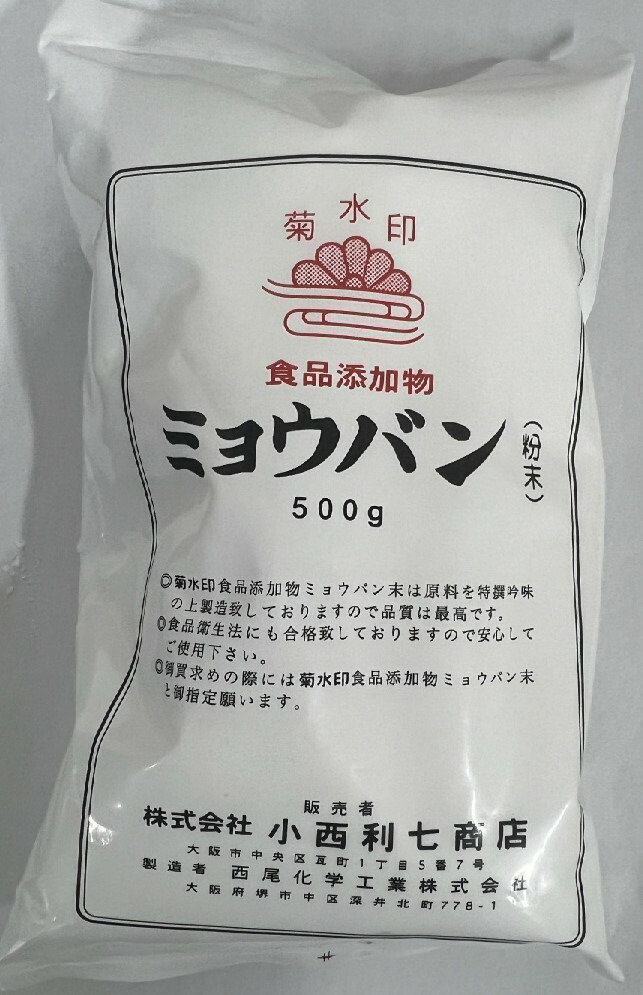 菊水印
食品添加物
ミョウバン
(粉末)
500g
◎菊水印食品添加物ミョウバン末は原料を特撰吟味
の上製造致しておりますので品質は最高です。
◎食品衛生法にも合格致しておりますので安心して
ご使用下さい。
◎御買求めの際には菊水印食品添加物ミョウバン末
と御指定願います。
販売者
株式会社 小西利七商店
大阪市中央区瓦町1丁目5番7号
製造者 西尾化学工業株式会社
大阪府堺市中区深井北町778-1